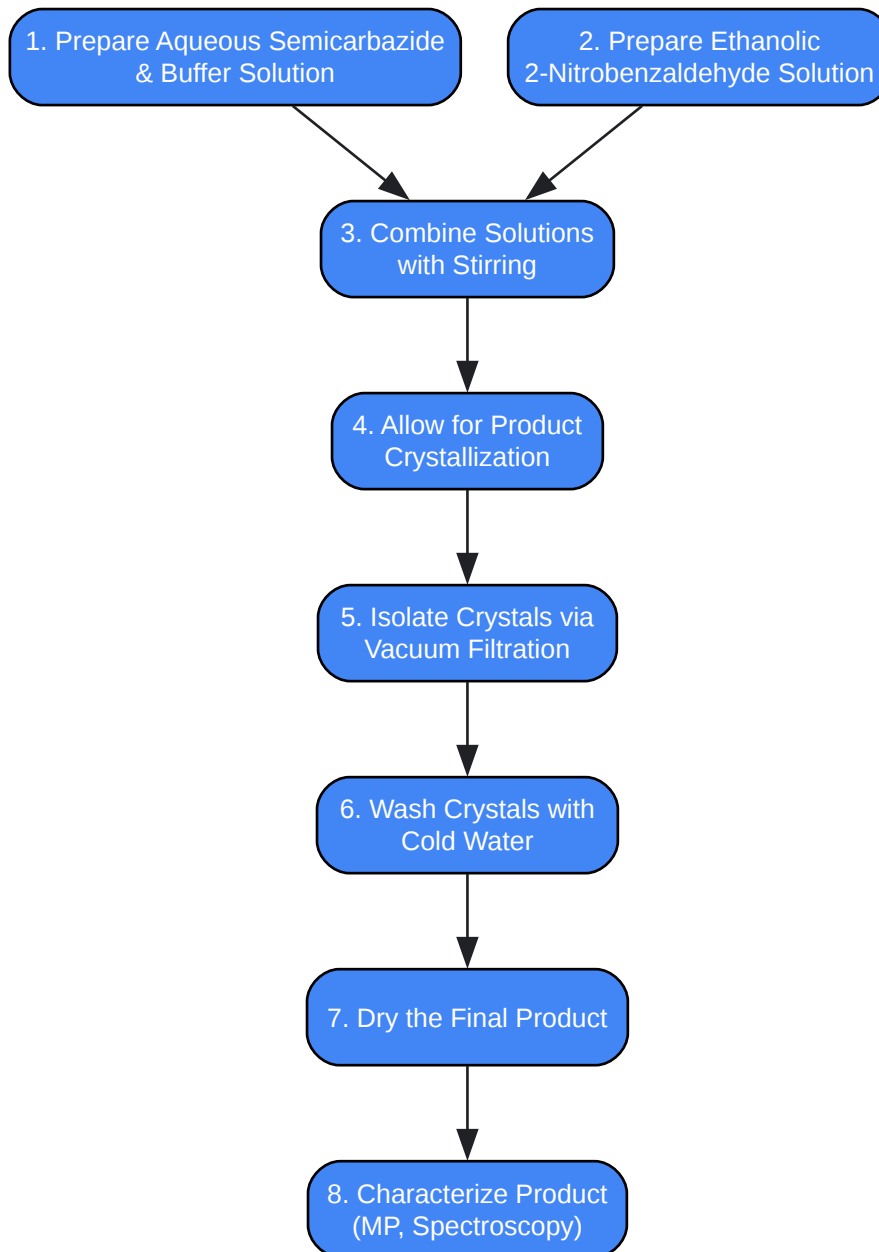 1. Prepare Aqueous Semicarbazide
& Buffer Solution
2. Prepare Ethanolic
2-Nitrobenzaldehyde Solution
3. Combine Solutions
with Stirring
4. Allow for Product
Crystallization
5. Isolate Crystals via
Vacuum Filtration
6. Wash Crystals with
Cold Water
7. Dry the Final Product
8. Characterize Product
(MP, Spectroscopy)